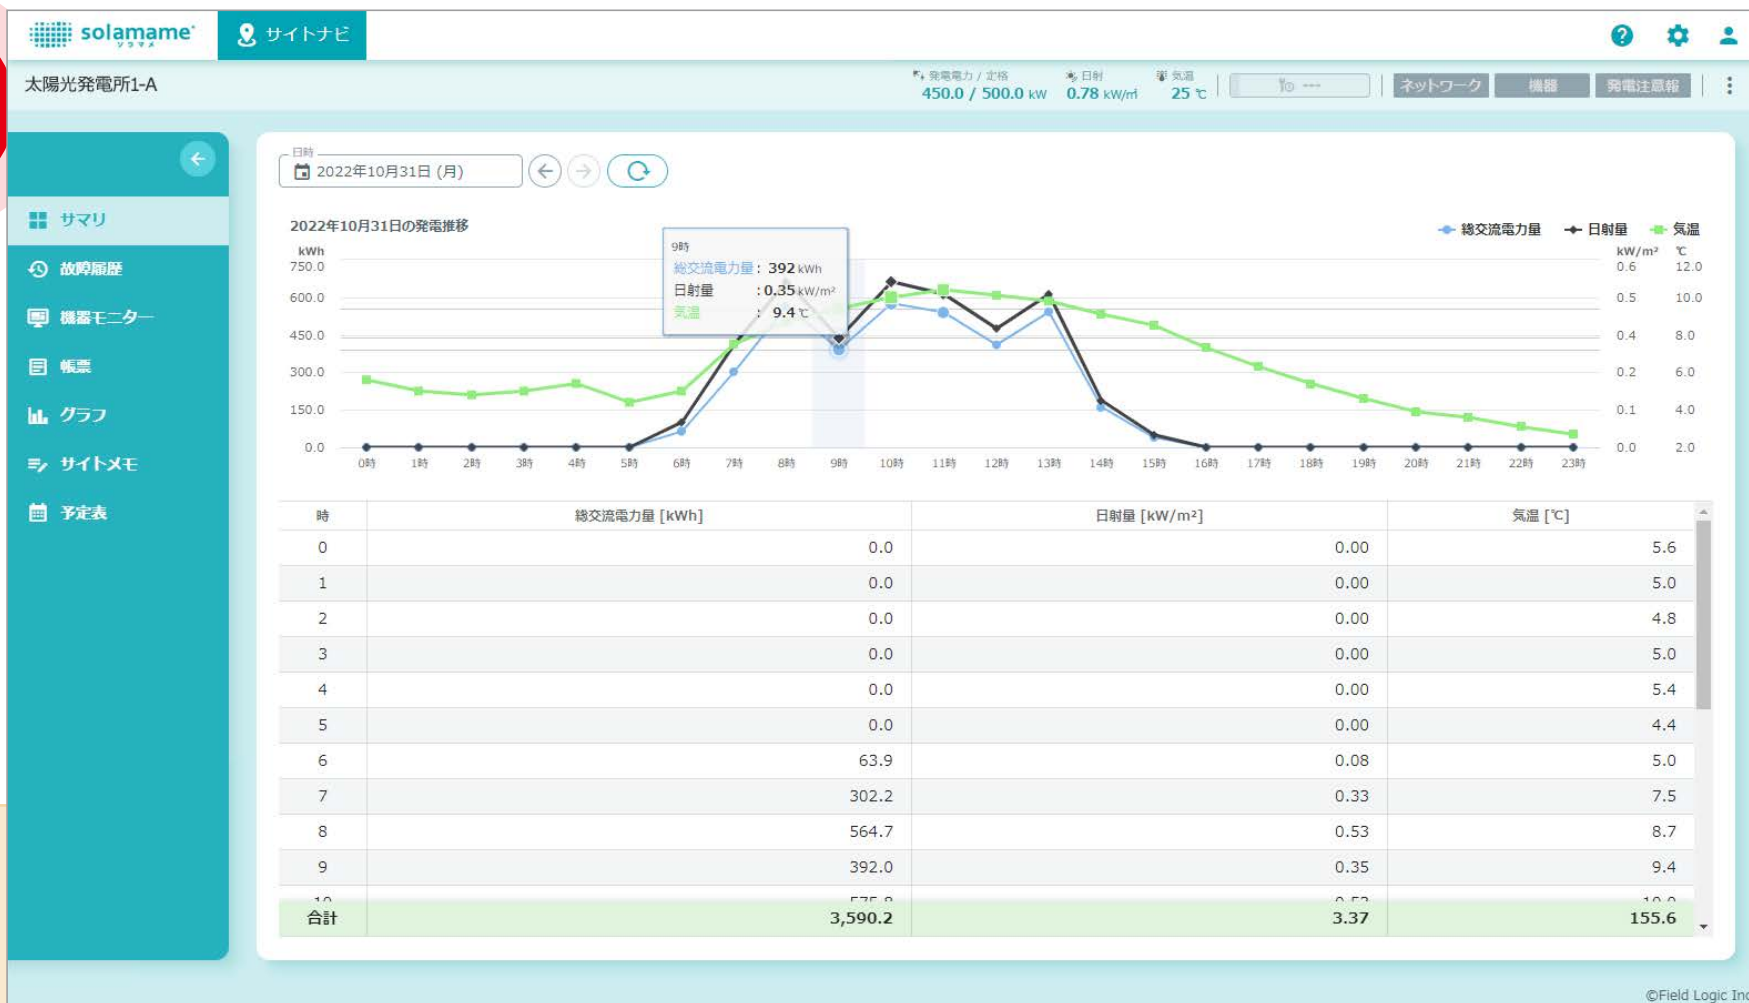 solamame
ソラマメ
サイトナビ
太陽光発電所1-A
発電電力 / 定格
450.0 / 500.0 kW
日射
0.78 kW/㎡
気温
25 ℃
---
ネットワーク
機器
発電注意報
サマリ
故障履歴
機器モニター
帳票
グラフ
サイトメモ
予定表
日時
2022年10月31日 (月)
2022年10月31日の発電推移
総交流電力量 日射量 気温
kWh
750.0
600.0
450.0
300.0
150.0
0.0
9時
総交流電力量 : 392 kWh
日射量 : 0.35 kW/m²
気温 : 9.4 ℃
kW/m² ℃
0.6 12.0
0.5 10.0
0.4 8.0
0.2 6.0
0.1 4.0
0.0 2.0
0時 1時 2時 3時 4時 5時 6時 7時 8時 9時 10時 11時 12時 13時 14時 15時 16時 17時 18時 19時 20時 21時 22時 23時
時 総交流電力量 [kWh] 日射量 [kW/m²] 気温 [℃]
0 0.0 0.00 5.6
1 0.0 0.00 5.0
2 0.0 0.00 4.8
3 0.0 0.00 5.0
4 0.0 0.00 5.4
5 0.0 0.00 4.4
6 63.9 0.08 5.0
7 302.2 0.33 7.5
8 564.7 0.53 8.7
9 392.0 0.35 9.4
合計 3,590.2 3.37 155.6
©Field Logic Inc